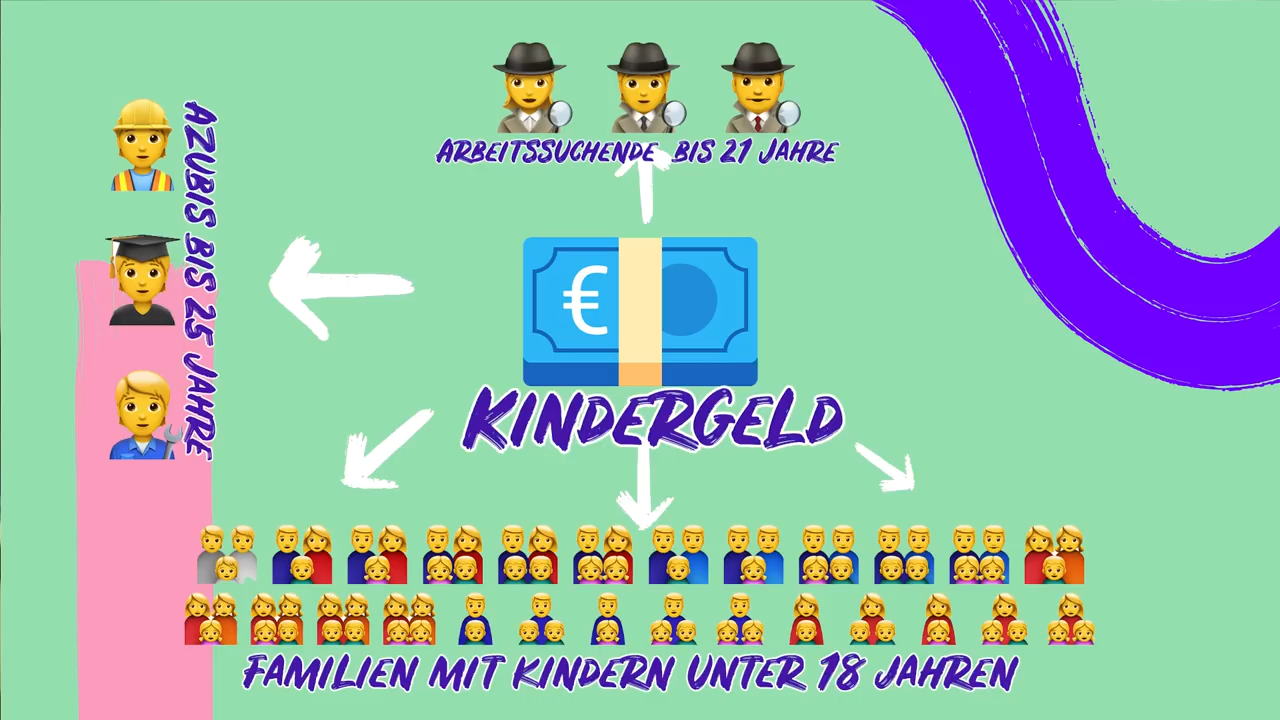 ARBEITSSUCHENDE BIS 21 JAHRE
AZUBIS BIS 25 JAHRE
€
KINDERGELD
FAMILIEN MIT KINDERN UNTER 18 JAHREN